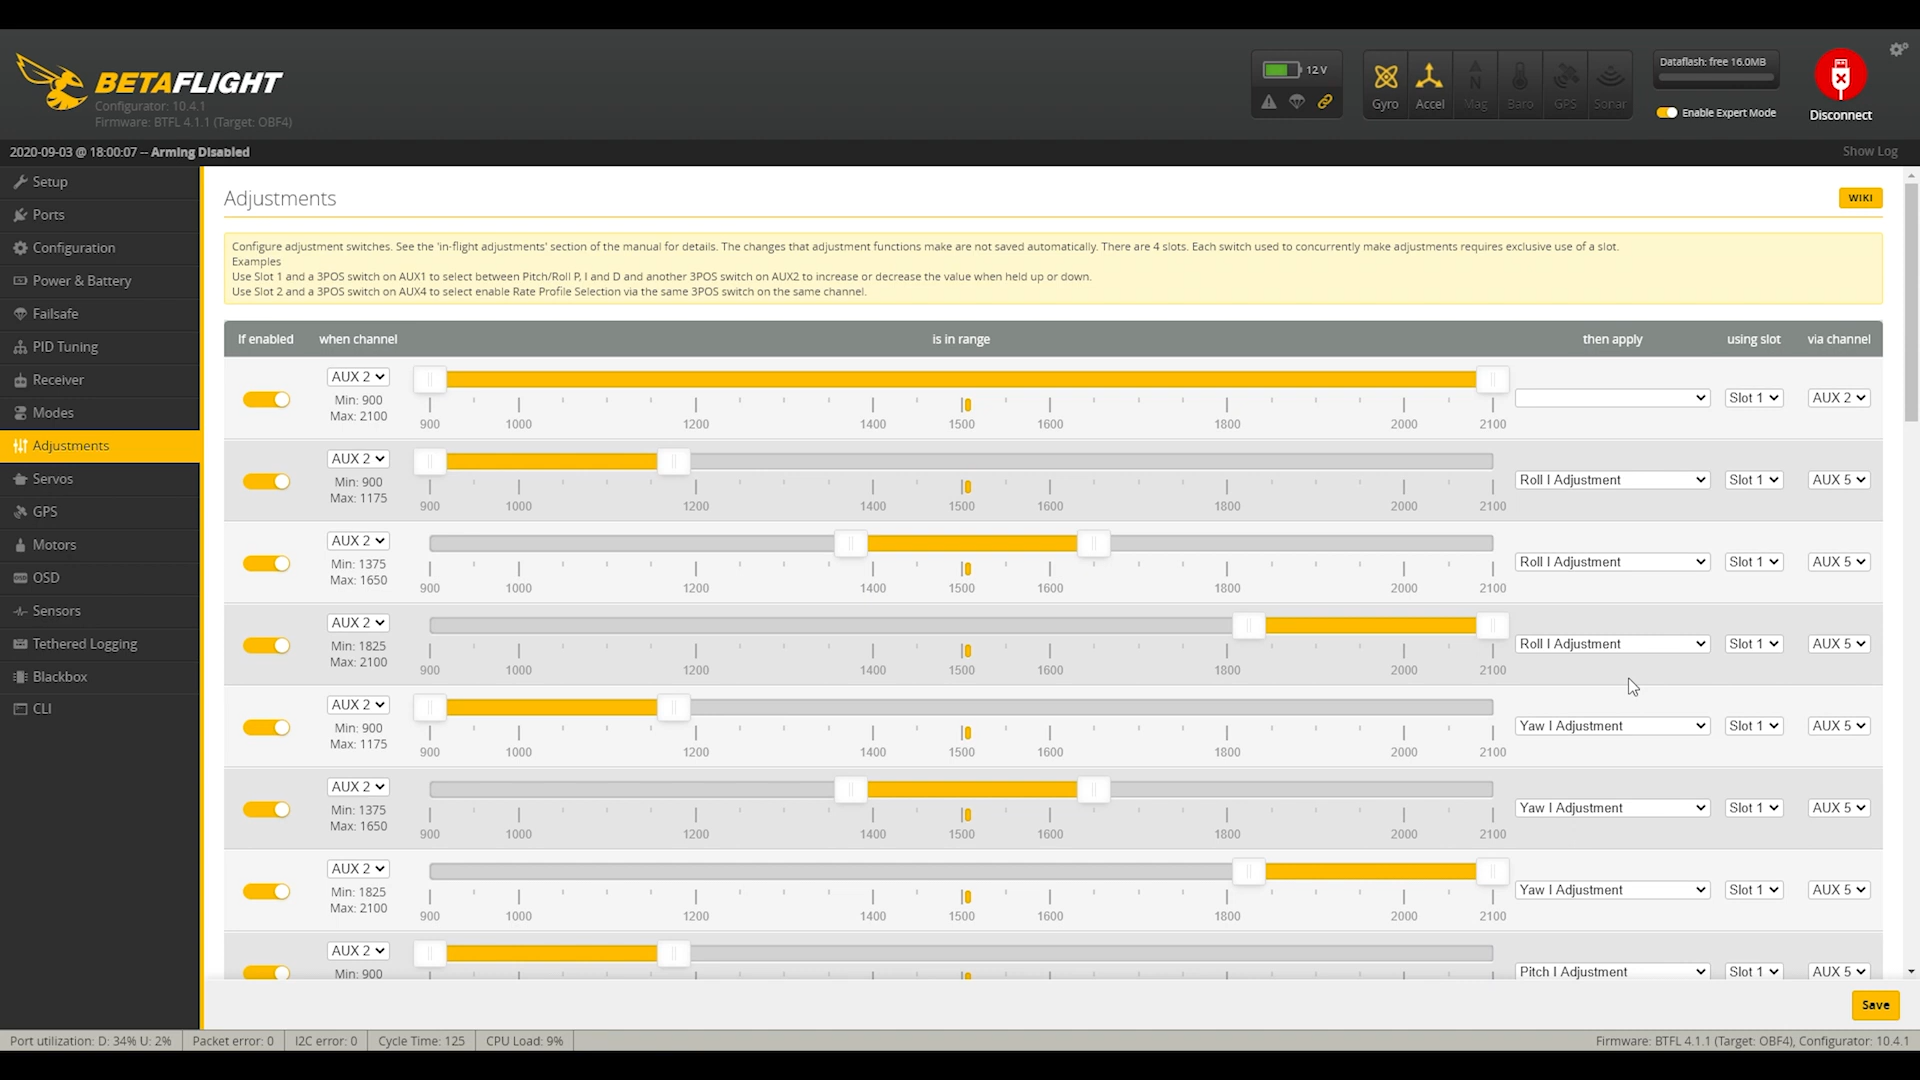 BETAFLIGHT
Configurator: 10.4.1
Firmware: BTFL 4.1.1 (Target: OBF4)
12 V
Gyro
Accel
Mag
Baro
GPS
Sonar
Dataflash: free 16.0MB
Enable Expert Mode
Disconnect
2020-09-03 @ 18:00:07 -- Arming Disabled
Show Log
Setup
Ports
Configuration
Power & Battery
Failsafe
PID Tuning
Receiver
Modes
Adjustments
Servos
GPS
Motors
OSD
Sensors
Tethered Logging
Blackbox
CLI
Adjustments
WIKI
Configure adjustment switches. See the 'in-flight adjustments' section of the manual for details. The changes that adjustment functions make are not saved automatically. There are 4 slots. Each switch used to concurrently make adjustments requires exclusive use of a slot.
Examples
Use Slot 1 and a 3POS switch on AUX1 to select between Pitch/Roll P, I and D and another 3POS switch on AUX2 to increase or decrease the value when held up or down.
Use Slot 2 and a 3POS switch on AUX4 to select enable Rate Profile Selection via the same 3POS switch on the same channel.
If enabled when channel is in range then apply using slot via channel
AUX 2
Min: 900
Max: 2100
900 1000 1200 1400 1500 1600 1800 2000 2100
Slot 1 AUX 2
AUX 2
Min: 900
Max: 1175
900 1000 1200 1400 1500 1600 1800 2000 2100
Roll I Adjustment Slot 1 AUX 5
AUX 2
Min: 1375
Max: 1650
900 1000 1200 1400 1500 1600 1800 2000 2100
Roll I Adjustment Slot 1 AUX 5
AUX 2
Min: 1825
Max: 2100
900 1000 1200 1400 1500 1600 1800 2000 2100
Roll I Adjustment Slot 1 AUX 5
AUX 2
Min: 900
Max: 1175
900 1000 1200 1400 1500 1600 1800 2000 2100
Yaw I Adjustment Slot 1 AUX 5
AUX 2
Min: 1375
Max: 1650
900 1000 1200 1400 1500 1600 1800 2000 2100
Yaw I Adjustment Slot 1 AUX 5
AUX 2
Min: 1825
Max: 2100
900 1000 1200 1400 1500 1600 1800 2000 2100
Yaw I Adjustment Slot 1 AUX 5
AUX 2
Min: 900
Pitch I Adjustment Slot 1 AUX 5
Save
Port utilization: D: 34% U: 2% Packet error: 0 I2C error: 0 Cycle Time: 125 CPU Load: 9% Firmware: BTFL 4.1.1 (Target: OBF4), Configurator: 10.4.1